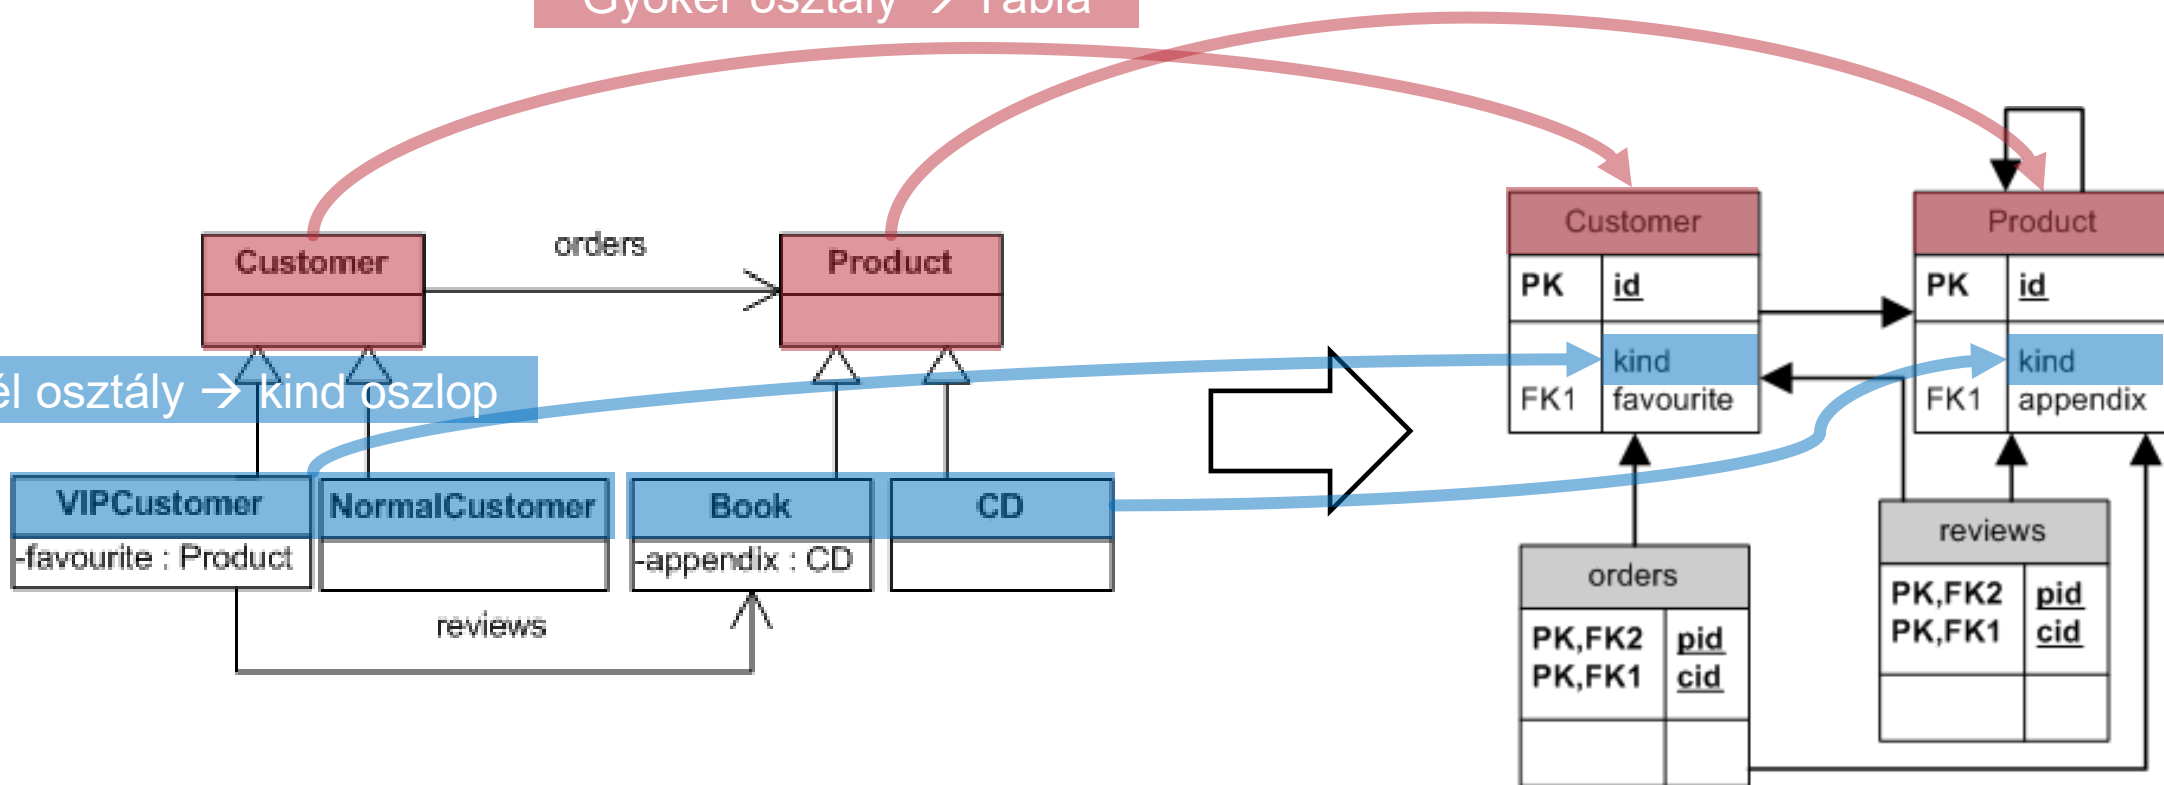 Gyökér osztály → Tábla
orders
Customer
Product
él osztály → kind oszlop
VIPCustomer
-favourite : Product
NormalCustomer
Book
-appendix : CD
CD
reviews
Customer
PK id
kind
FK1 favourite
Product
PK id
kind
FK1 appendix
orders
PK,FK2 pid
PK,FK1 cid
reviews
PK,FK2 pid
PK,FK1 cid